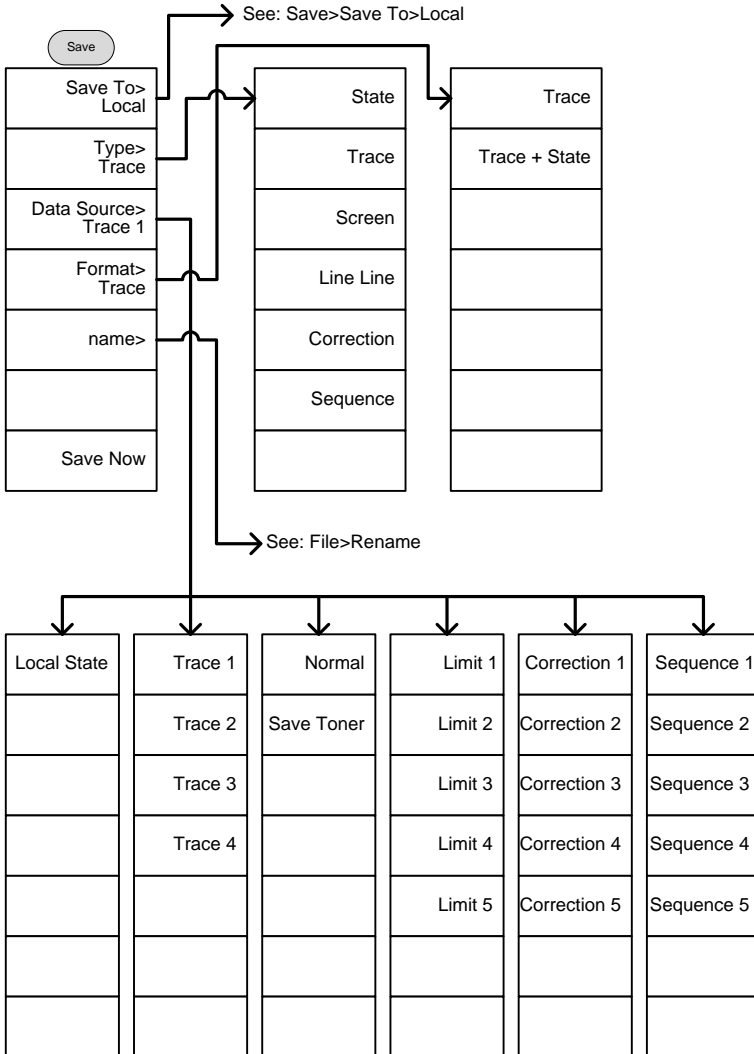 See: Save>Save To>Local
Save
Save To>
Local
Type>
Trace
Data Source>
Trace 1
Format>
Trace
name>
Save Now
State
Trace
Screen
Line Line
Correction
Sequence
Trace
Trace + State
See: File>Rename
Local State
Trace 1
Trace 2
Trace 3
Trace 4
Normal
Save Toner
Limit 1
Limit 2
Limit 3
Limit 4
Limit 5
Correction 1
Correction 2
Correction 3
Correction 4
Correction 5
Sequence 1
Sequence 2
Sequence 3
Sequence 4
Sequence 5